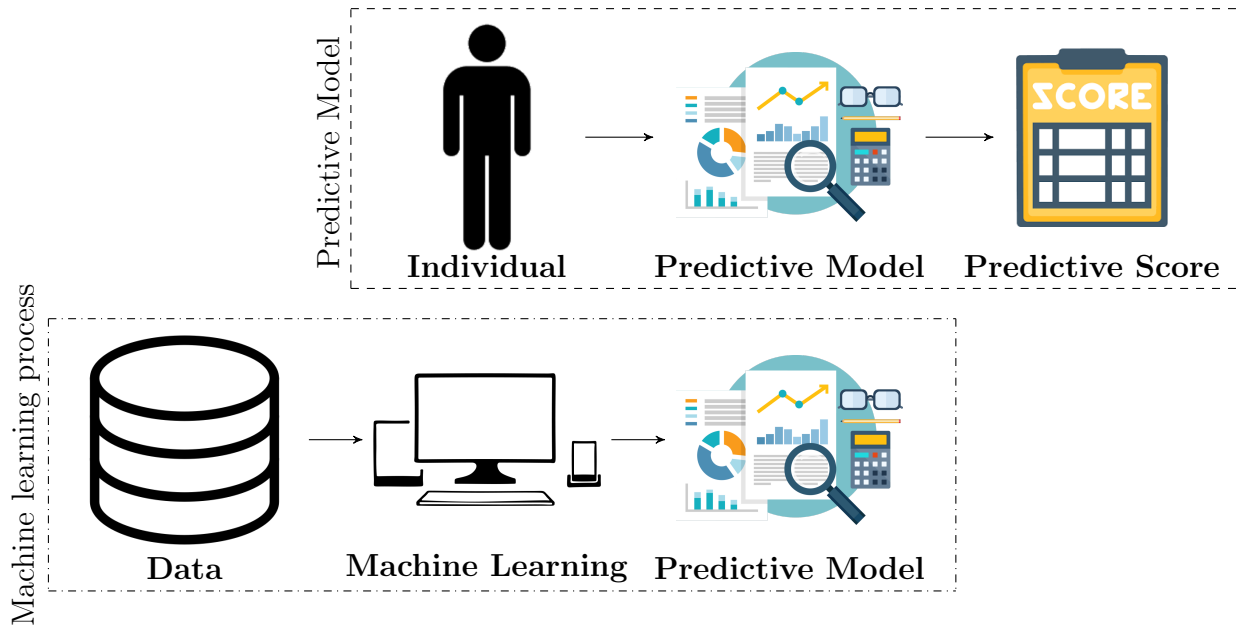 Predictive Model
SCORE
Individual
Predictive Model
Predictive Score
Machine learning process
Data
Machine Learning
Predictive Model